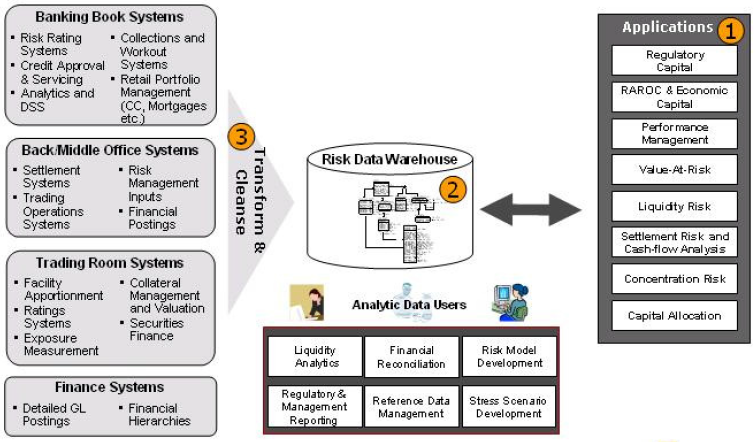 Banking Book Systems
▪ Risk Rating
Systems
▪ Credit Approval
& Servicing
▪ Analytics and
DSS
▪ Collections and
Workout
Systems
▪ Retail Portfolio
Management
(CC, Mortgages
etc.)
Back/Middle Office Systems
▪ Settlement
Systems
▪ Trading
Operations
Systems
▪ Risk
Management
Inputs
▪ Financial
Postings
Trading Room Systems
▪ Facility
Apportionment
▪ Ratings
Systems
▪ Exposure
Measurement
▪ Collateral
Management
and Valuation
▪ Securities
Finance
Finance Systems
▪ Detailed GL
Postings
▪ Financial
Hierarchies
3
Transform &
Cleanse
Risk Data Warehouse
2
Analytic Data Users
Liquidity
Analytics
Financial
Reconciliation
Risk Model
Development
Regulatory &
Management
Reporting
Reference Data
Management
Stress Scenario
Development
Applications
1
Regulatory
Capital
RAROC & Economic
Capital
Performance
Management
Value-At-Risk
Liquidity Risk
Settlement Risk and
Cash-flow Analysis
Concentration Risk
Capital Allocation